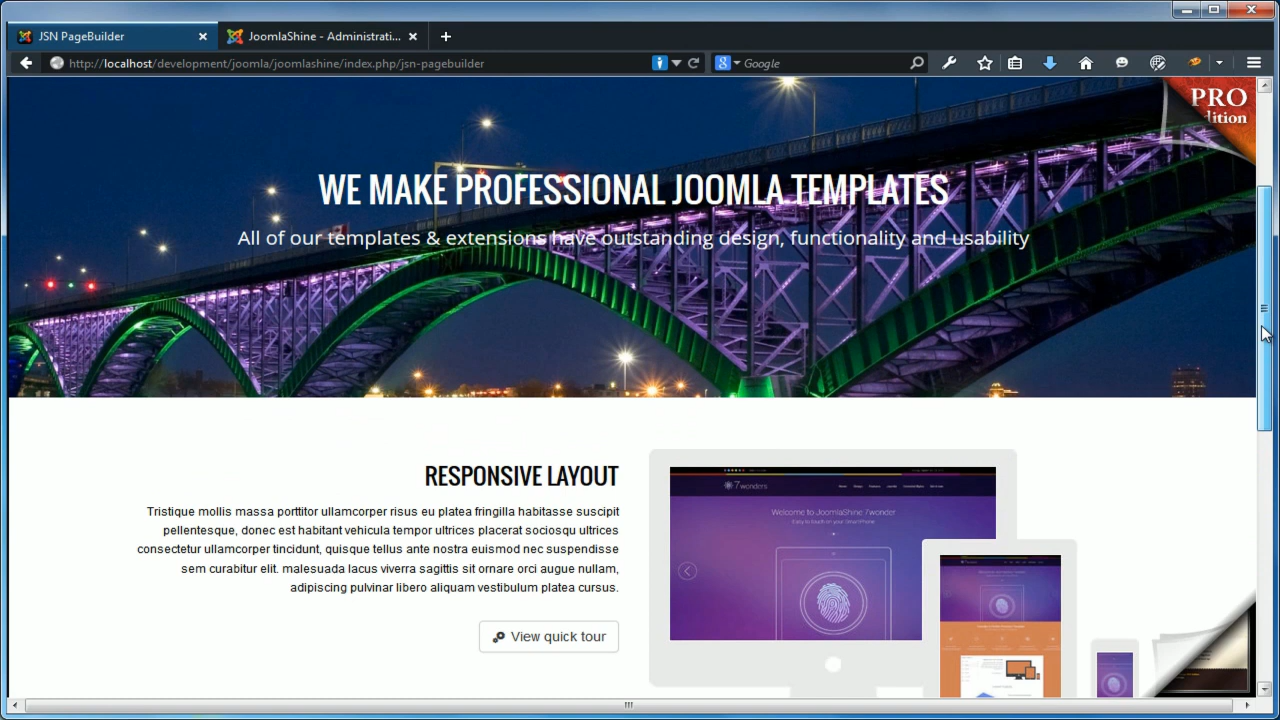 JSN PageBuilder
JoomlaShine - Administrati...
http://localhost/development/joomla/joomlashine/index.php/jsn-pagebuilder
Google
PRO
dition
WE MAKE PROFESSIONAL JOOMLA TEMPLATES
All of our templates & extensions have outstanding design, functionality and usability
RESPONSIVE LAYOUT
Tristique mollis massa porttitor ullamcorper risus eu platea fringilla habitasse suscipit
pellentesque, donec est habitant vehicula tempor ultrices placerat sociosqu ultrices
consectetur ullamcorper tincidunt, quisque tellus ante nostra euismod nec suspendisse
sem curabitur elit. malesuada lacus viverra sagittis sit ornare orci augue nullam,
adipiscing pulvinar libero aliquam vestibulum platea cursus.
View quick tour
7wonders
Welcome to JoomlaShine 7wonder